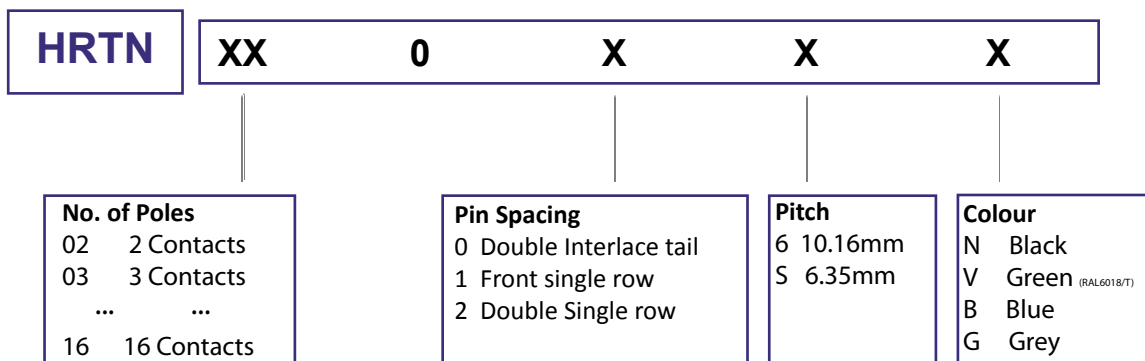 HRTN XX 0 X X X
No. of Poles
02 2 Contacts
03 3 Contacts
... ...
16 16 Contacts
Pin Spacing
0 Double Interlace tail
1 Front single row
2 Double Single row
Pitch
6 10.16mm
S 6.35mm
Colour
N Black
V Green (RAL6018/T)
B Blue
G Grey